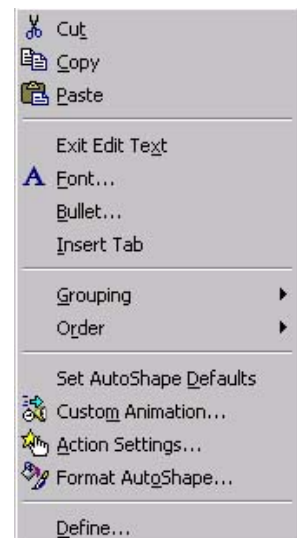 Cut
Copy
Paste
Exit Edit Text
Font...
Bullet...
Insert Tab
Grouping
Order
Set AutoShape Defaults
Custom Animation...
Action Settings...
Format AutoShape...
Define...